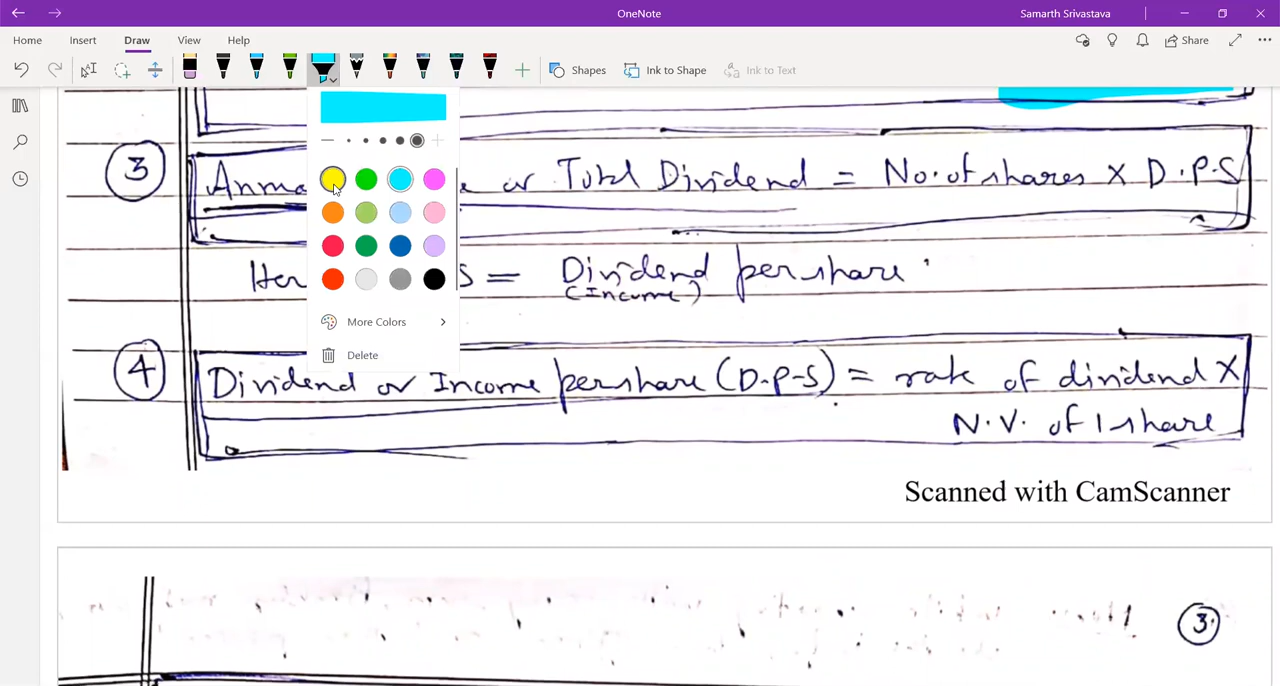 OneNote
Samarth Srivastava
Home Insert Draw View Help
Share
Shapes Ink to Shape Ink to Text
3 or Total Dividend = No. of shares X D.P.S
= Dividend per share
(Income)
More Colors
Delete
4 Dividend or Income per share (D.P.S) = rate of dividend X
N.V. of 1 share
Scanned with CamScanner
3